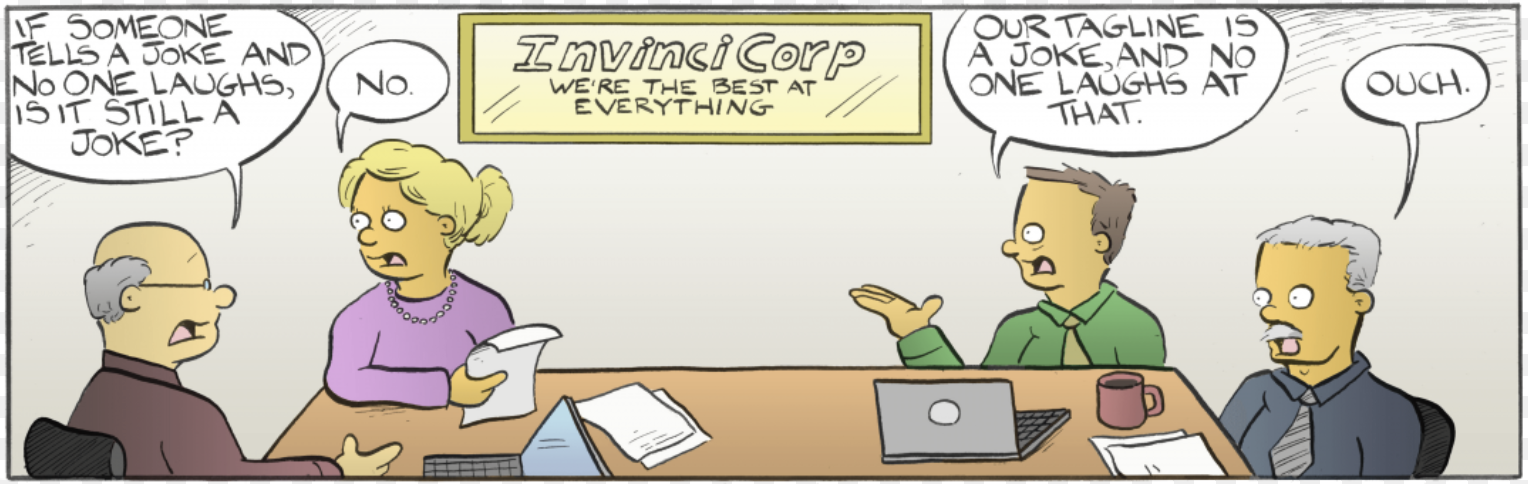 IF SOMEONE
TELLS A JOKE AND
NO ONE LAUGHS,
IS IT STILL A
JOKE?
NO.
InvinciCorp
WE'RE THE BEST AT
EVERYTHING
OUR TAGLINE IS
A JOKE, AND NO
ONE LAUGHS AT
THAT.
OUCH.